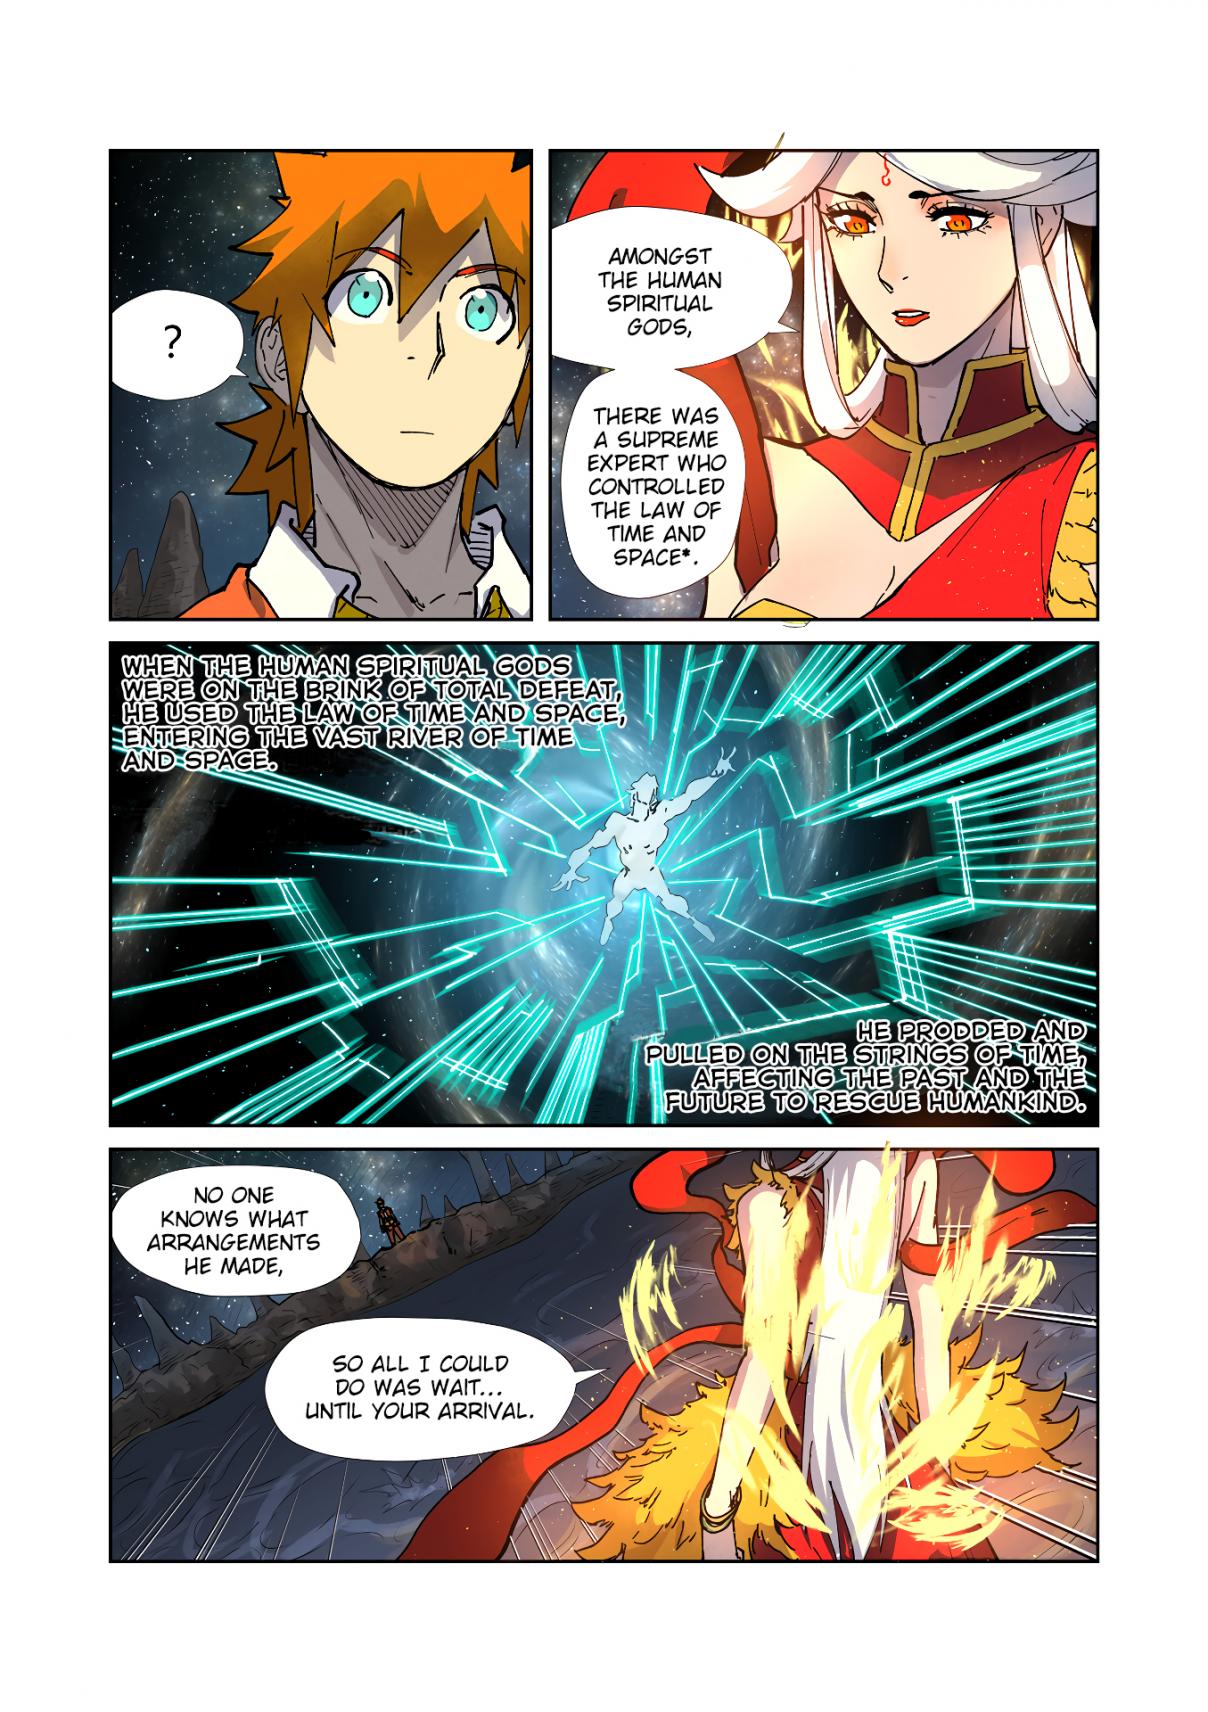 ?
AMONGST
THE HUMAN
SPIRITUAL
GODS,
THERE WAS
A SUPREME
EXPERT WHO
CONTROLLED
THE LAW OF
TIME AND
SPACE*.
WHEN THE HUMAN SPIRITUAL GODS
WERE ON THE BRINK OF TOTAL DEFEAT,
HE USED THE LAW OF TIME AND SPACE,
ENTERING THE VAST RIVER OF TIME
AND SPACE.
HE PRODDED AND
PULLED ON THE STRINGS OF TIME,
AFFECTING THE PAST AND THE
FUTURE TO RESCUE HUMANKIND.
NO ONE
KNOWS WHAT
ARRANGEMENTS
HE MADE,
SO ALL I COULD
DO WAS WAIT...
UNTIL YOUR ARRIVAL.